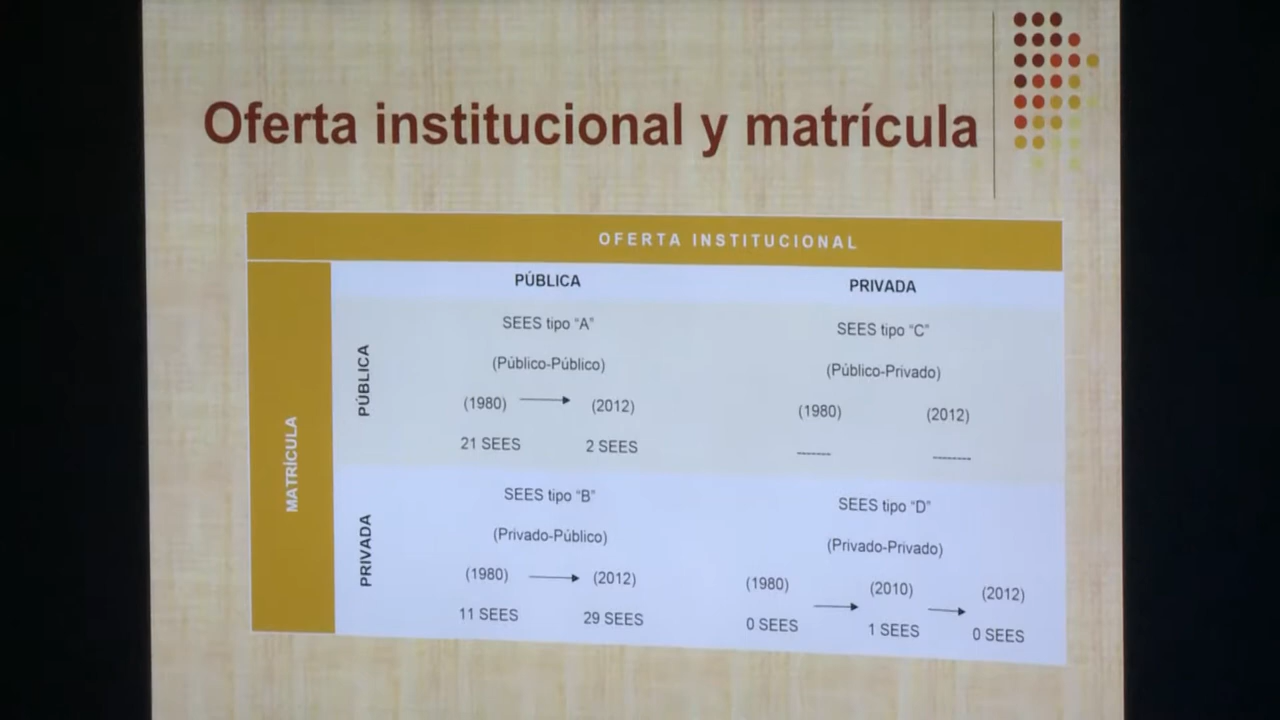 Oferta institucional y matrícula
OFERTA INSTITUCIONAL
PÚBLICA
PRIVADA
MATRÍCULA
PÚBLICA
SEES tipo “A”
(Público-Público)
(1980) (2012)
21 SEES 2 SEES
SEES tipo “C”
(Público-Privado)
(1980) (2012)
------- --------
PRIVADA
SEES tipo “B”
(Privado-Público)
(1980) (2012)
11 SEES 29 SEES
SEES tipo “D”
(Privado-Privado)
(1980) (2010) (2012)
0 SEES 1 SEES 0 SEES